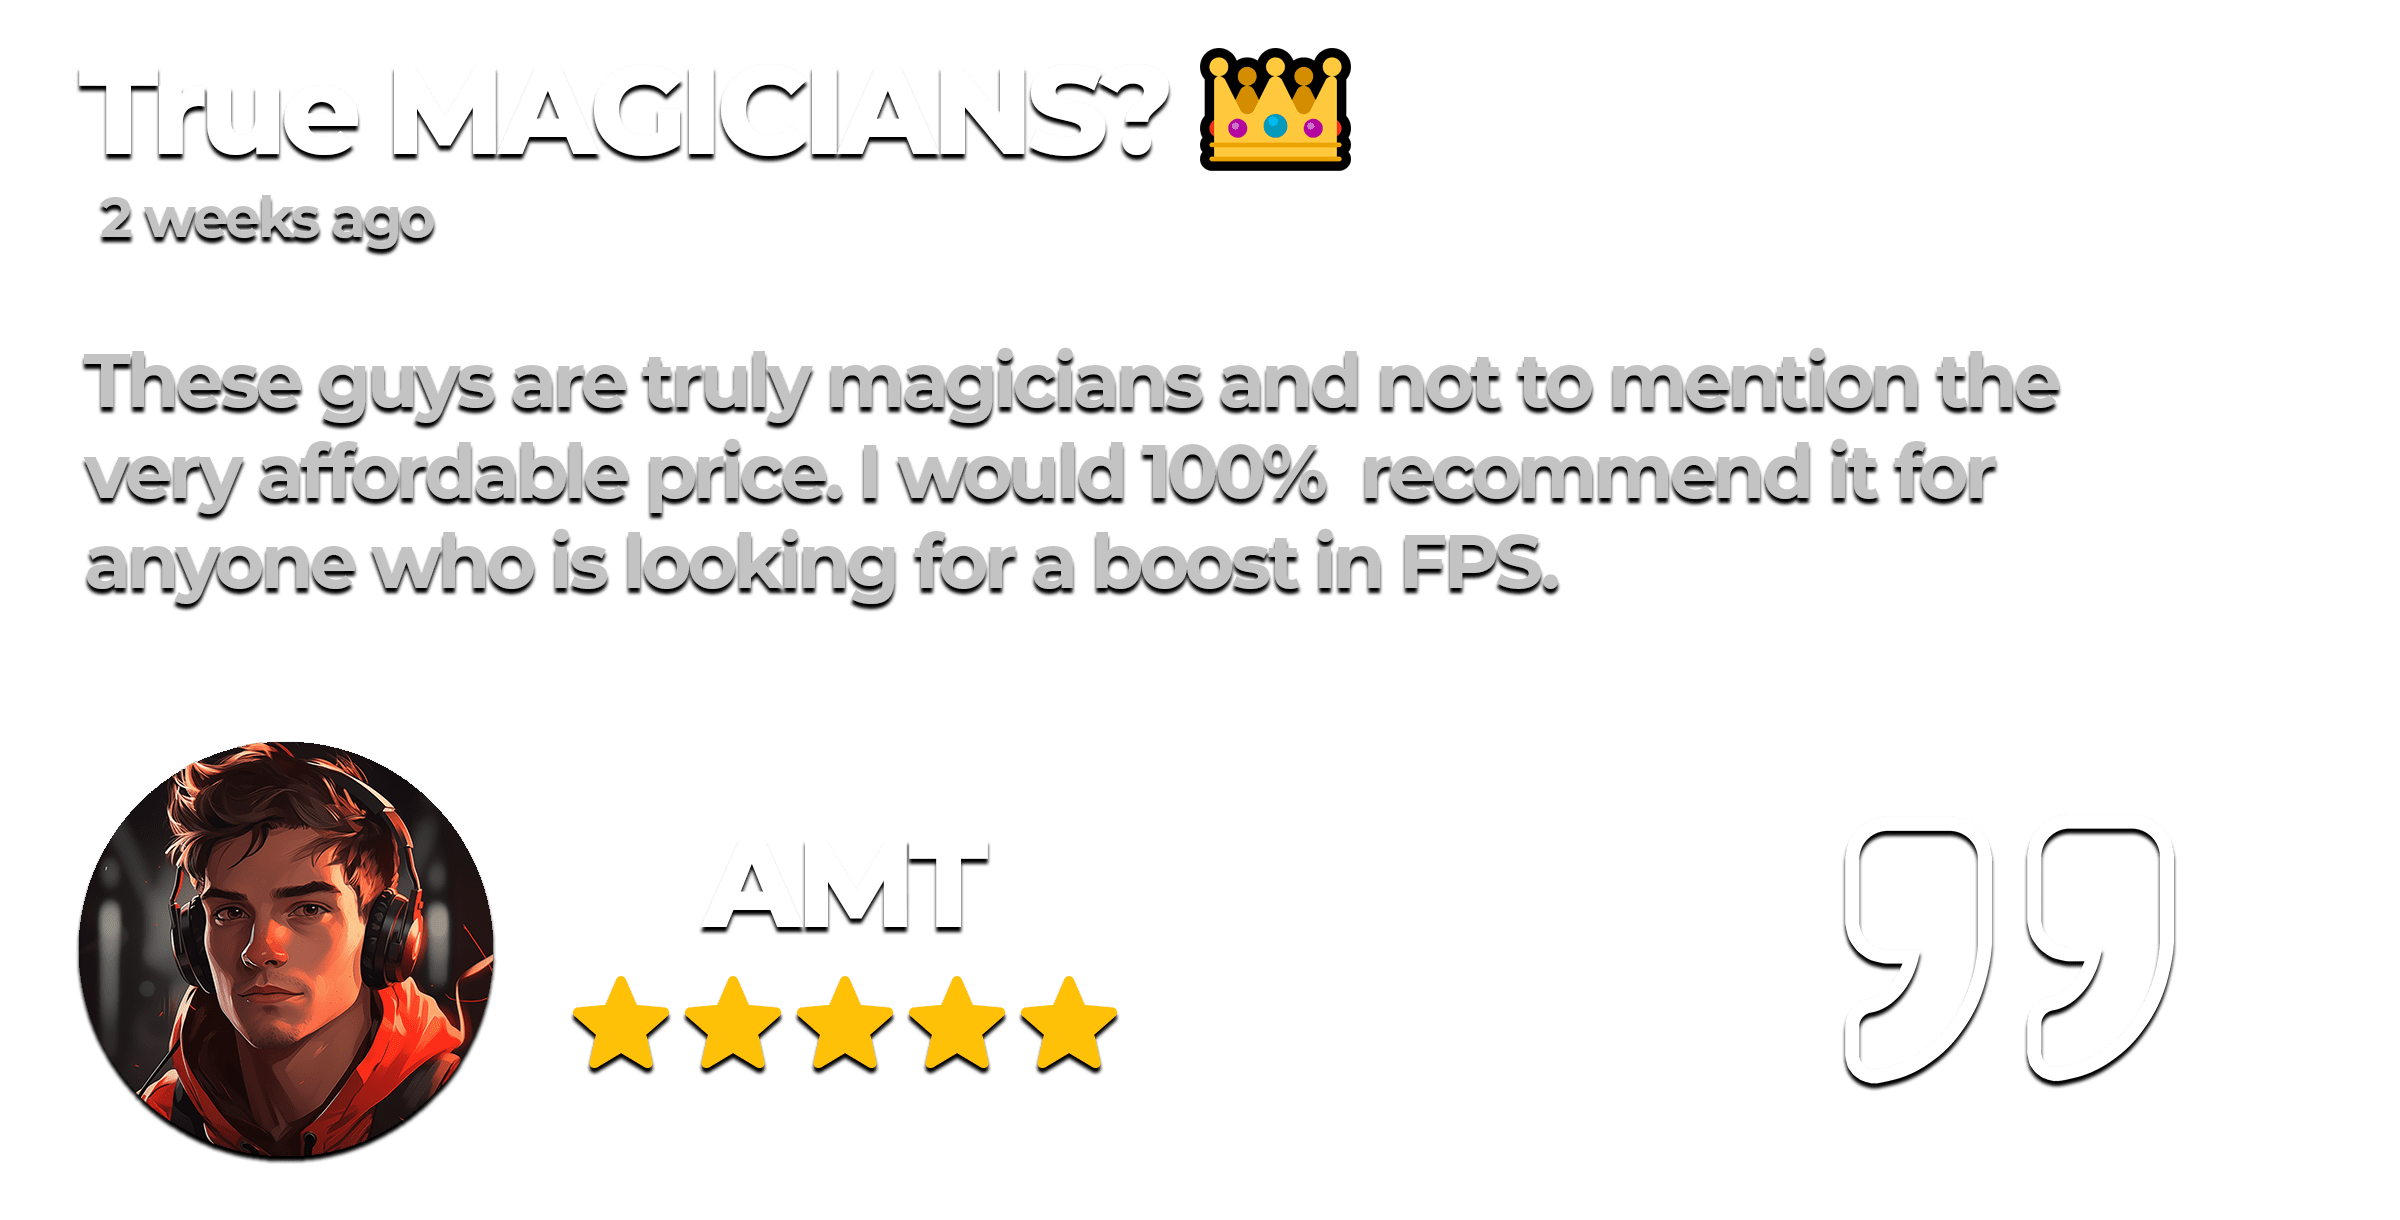 True MAGICIANS? 👑
2 weeks ago
These guys are truly magicians and not to mention the
very affordable price. I would 100%  recommend it for
anyone who is looking for a boost in FPS.
AMT